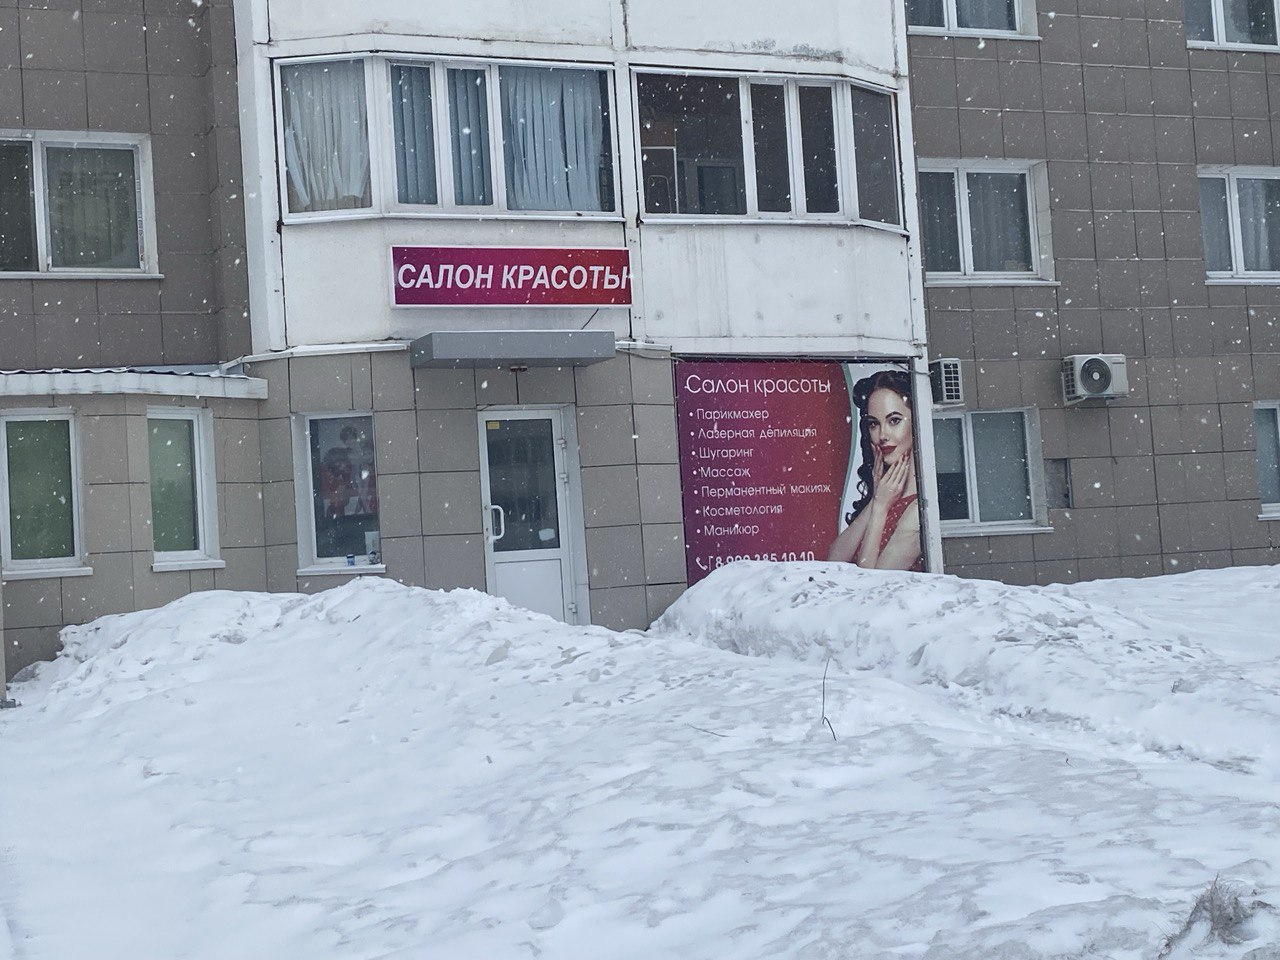 САЛОН КРАСОТЫ
Салон красоты
• Парикмахер
• Лазерная депиляция
• Шугаринг
• Массаж
• Перманентный макияж
• Косметология
• Маникюр